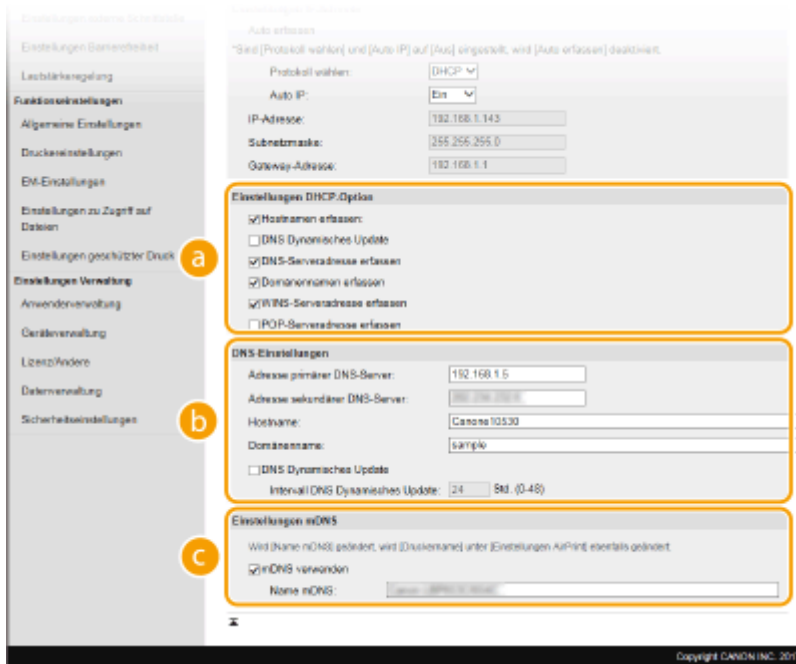 Einstellungen Barrierefreiheit
Lautstärkeregelung
Funktionseinstellungen
Allgemeine Einstellungen
Druckereinstellungen
EM-Einstellungen
Einstellungen zu Zugriff auf
Dateien
Einstellungen geschützter Druck
Einstellungen Verwaltung
Anwenderverwaltung
Geräteverwaltung
Lizenz/Andere
Datenverwaltung
Sicherheitseinstellungen
Auto erfassen
*Sind [Protokoll wählen] und [Auto IP] auf [Aus] eingestellt, wird [Auto erfassen] deaktiviert.
Protokoll wählen: DHCP
Auto IP: Ein
IP-Adresse: 192.168.1.143
Subnetzmaske: 255.255.255.0
Gateway-Adresse: 192.168.1.1
a
Einstellungen DHCP-Option
Hostnamen erfassen:
DNS Dynamisches Update
DNS-Serveradresse erfassen
Domänennamen erfassen
WINS-Serveradresse erfassen
POP-Serveradresse erfassen
b
DNS-Einstellungen
Adresse primärer DNS-Server: 192.168.1.5
Adresse sekundärer DNS-Server:
Hostname: Canone10530
Domänenname: sample
DNS Dynamisches Update
Intervall DNS Dynamisches Update: 24 Std. (0-48)
c
Einstellungen mDNS
Wird [Name mDNS] geändert, wird [Druckername] unter [Einstellungen AirPrint] ebenfalls geändert.
mDNS verwenden
Name mDNS:
Copyright CANON INC. 201